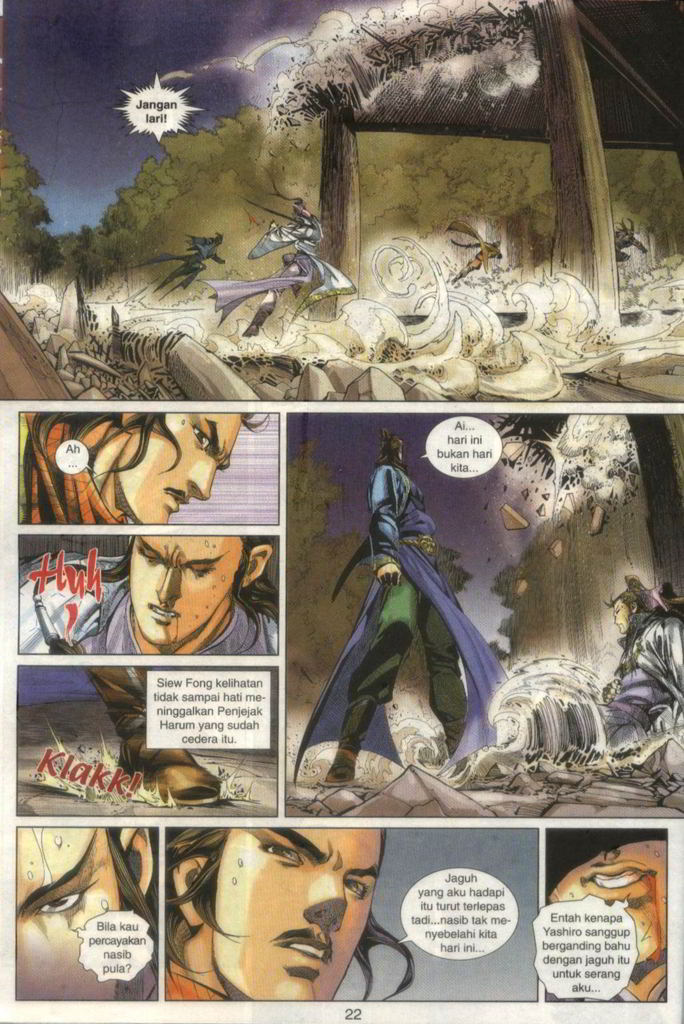 Jangan
lari!
Ah
...
Huh
!
Siew Fong kelihatan
tidak sampai hati me-
ninggalkan Penjejak
Harum yang sudah
cedera itu.
Klakk!
Ai...
hari ini
bukan hari
kita...
Bila kau
percayakan
nasib
pula?
Jaguh
yang aku hadapi
itu turut terlepas
tadi...nasib tak me-
nyebelahi kita
hari ini...
Entah kenapa
Yashiro sanggup
berganding bahu
dengan jaguh itu
untuk serang
aku...
22